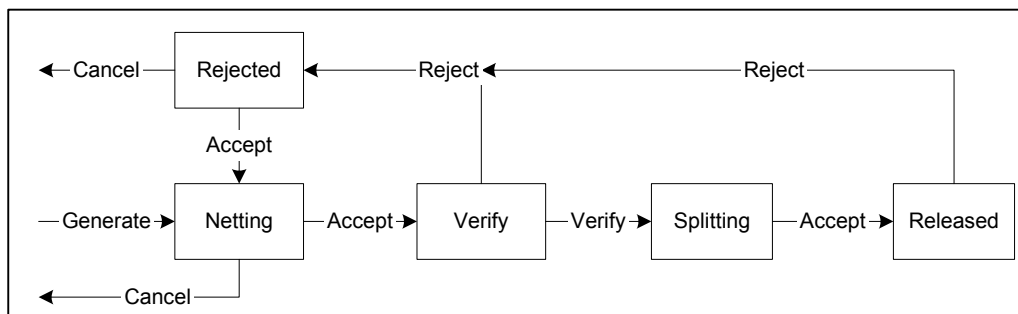 Cancel Rejected Reject Reject
Accept
Generate Netting Accept Verify Verify Splitting Accept Released
Cancel